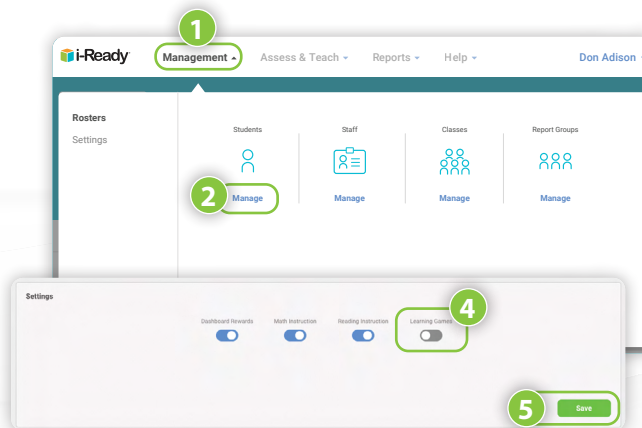 1
i-Ready Management Assess & Teach Reports Help Don Adison
Rosters
Settings
Students Staff Classes Report Groups
2
Manage Manage Manage Manage
Settings
4
Dashboard Rewards Math Instruction Reading Instruction Learning Games
5
Save